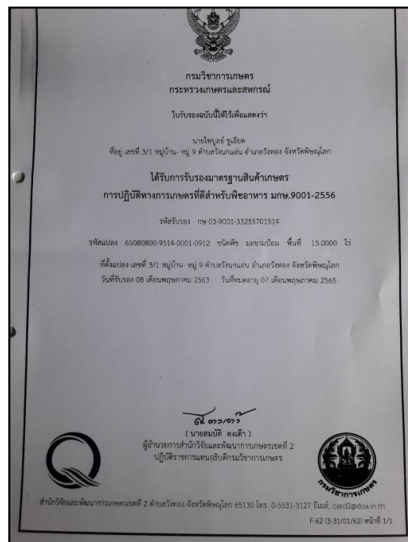 กรมวิชาการเกษตร
กระทรวงเกษตรและสหกรณ์
ใบรับรองฉบับนี้ให้ไว้เพื่อแสดงว่า
นายไพบูลย์ ชูเอียด
ที่อยู่ เลขที่ 3/1 หมู่บ้าน- หมู่ 9 ตำบลวังนกแอ่น อำเภอวังทอง จังหวัดพิษณุโลก
ได้รับการรับรองมาตรฐานสินค้าเกษตร
การปฏิบัติทางการเกษตรที่ดีสำหรับพืชอาหาร มกษ.9001-2556
รหัสรับรอง กษ 03-9001-33255701514
รหัสแปลง 65080800-9514-0001-0912 ชนิดพืช มะขามป้อม พื้นที่ 15.0000 ไร่
ที่ตั้งแปลง เลขที่ 3/1 หมู่บ้าน- หมู่ 9 ตำบลวังนกแอ่น อำเภอวังทอง จังหวัดพิษณุโลก
วันที่รับรอง 08 เดือนพฤษภาคม 2563 วันที่หมดอายุ 07 เดือนพฤษภาคม 2565
( นายสมบัติ ตงเต๊า )
ผู้อำนวยการสำนักวิจัยและพัฒนาการเกษตรเขตที่ 2
ปฏิบัติราชการแทนอธิบดีกรมวิชาการเกษตร
Q
กรมวิชาการเกษตร
สำนักวิจัยและพัฒนาการเกษตรเขตที่ 2 ตำบลวังทอง จังหวัดพิษณุโลก 65130 โทร. 0-5531-3127 อีเมล์; oard2@doa.in.th
F-62 (3-31/01/62) หน้าที่ 1/1